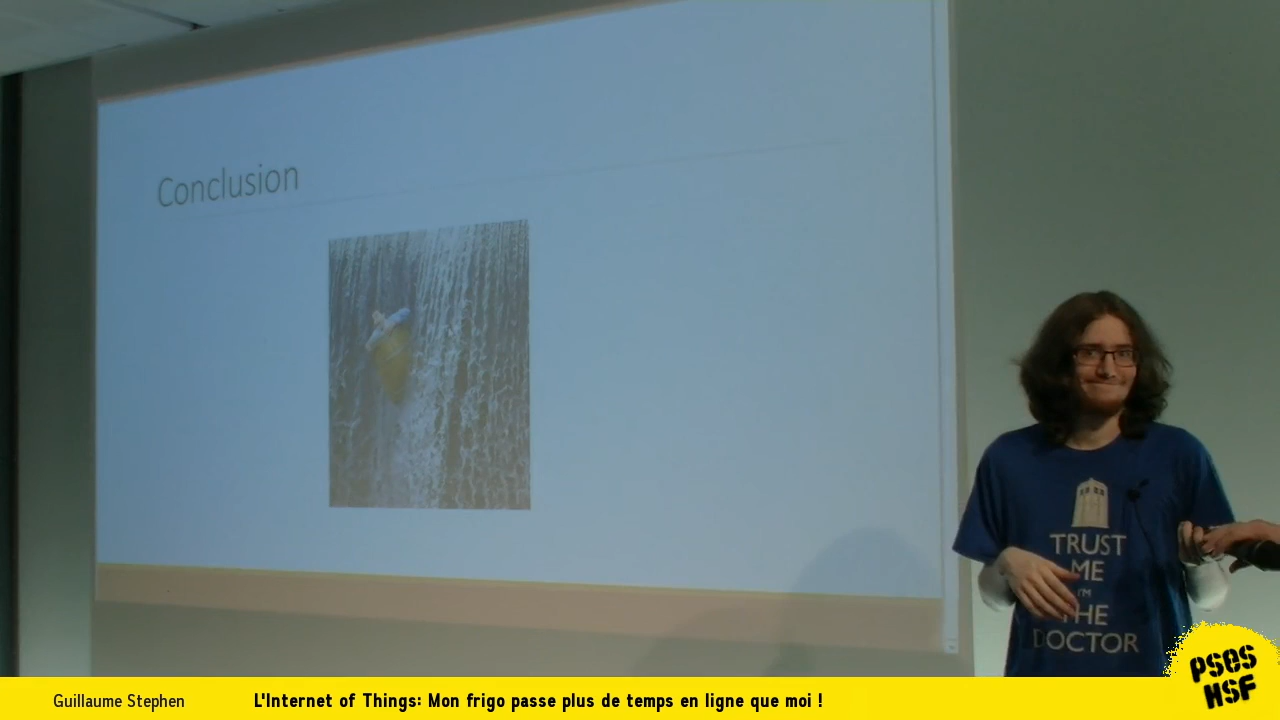 Conclusion
TRUST
ME
I'M
THE
DOCTOR
PSES
HSF
Guillaume Stephen
L'Internet of Things: Mon frigo passe plus de temps en ligne que moi !